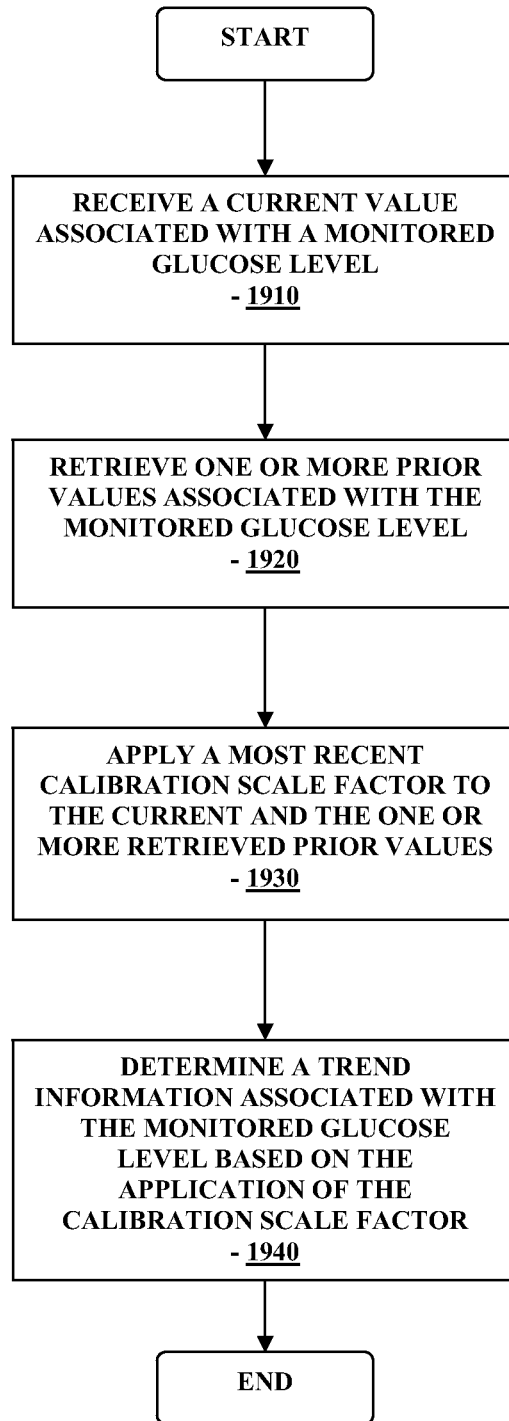 START
RECEIVE A CURRENT VALUE
ASSOCIATED WITH A MONITORED
GLUCOSE LEVEL
- 1910
RETRIEVE ONE OR MORE PRIOR
VALUES ASSOCIATED WITH THE
MONITORED GLUCOSE LEVEL
- 1920
APPLY A MOST RECENT
CALIBRATION SCALE FACTOR TO
THE CURRENT AND THE ONE OR
MORE RETRIEVED PRIOR VALUES
- 1930
DETERMINE A TREND
INFORMATION ASSOCIATED WITH
THE MONITORED GLUCOSE
LEVEL BASED ON THE
APPLICATION OF THE
CALIBRATION SCALE FACTOR
- 1940
END